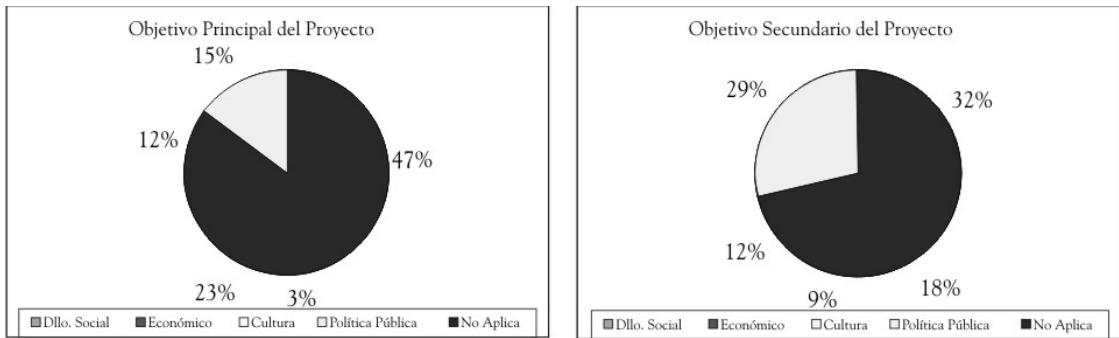 Objetivo Principal del Proyecto
15%
12%
47%
23%
3%
Dllo. Social Económico Cultura Política Pública No Aplica
Objetivo Secundario del Proyecto
29%
32%
12%
9%
18%
Dllo. Social Económico Cultura Política Pública No Aplica